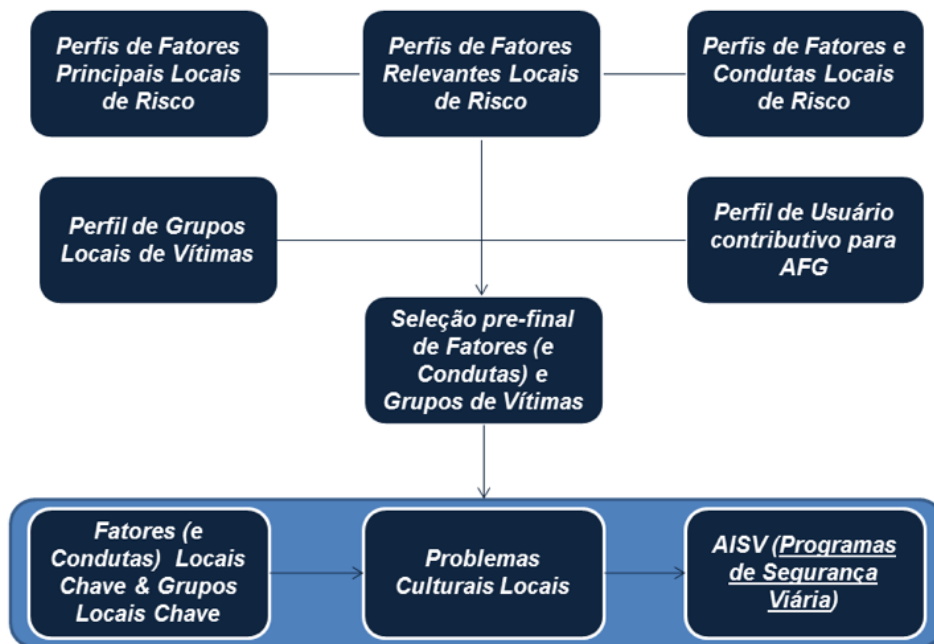 Perfis de Fatores
Principais Locais
de Risco
Perfis de Fatores
Relevantes Locais
de Risco
Perfis de Fatores e
Condutas Locais
de Risco
Perfil de Grupos
Locais de Vítimas
Perfil de Usuário
contributivo para
AFG
Seleção pre-final
de Fatores (e
Condutas) e
Grupos de Vítimas
Fatores (e
Condutas) Locais
Chave & Grupos
Locais Chave
Problemas
Culturais Locais
AISV (Programas
de Segurança
Viária)